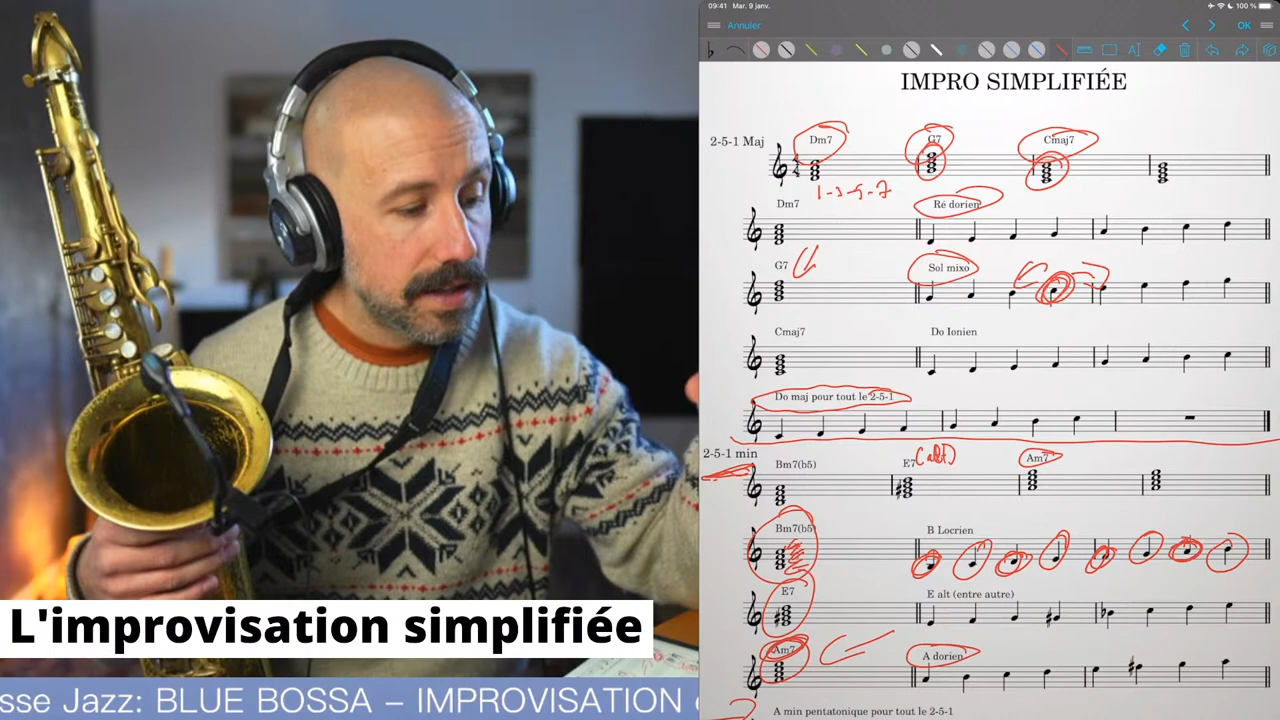 09:41 Mar. 9 janv.
100 %
Annuler
OK
IMPRO SIMPLIFIÉE
2-5-1 Maj
Dm7
G7
Cmaj7
1-3-5-7
Dm7
Ré dorien
G7
Sol mixo
Cmaj7
Do Ionien
Do maj pour tout le 2-5-1
2-5-1 min
Bm7(b5)
E7(alt)
Am7
Bm7(b5)
B Locrien
E7
E alt (entre autre)
Am7
A dorien
A min pentatonique pour tout le 2-5-1
L'improvisation simplifiée
sse Jazz: BLUE BOSSA – IMPROVISATION